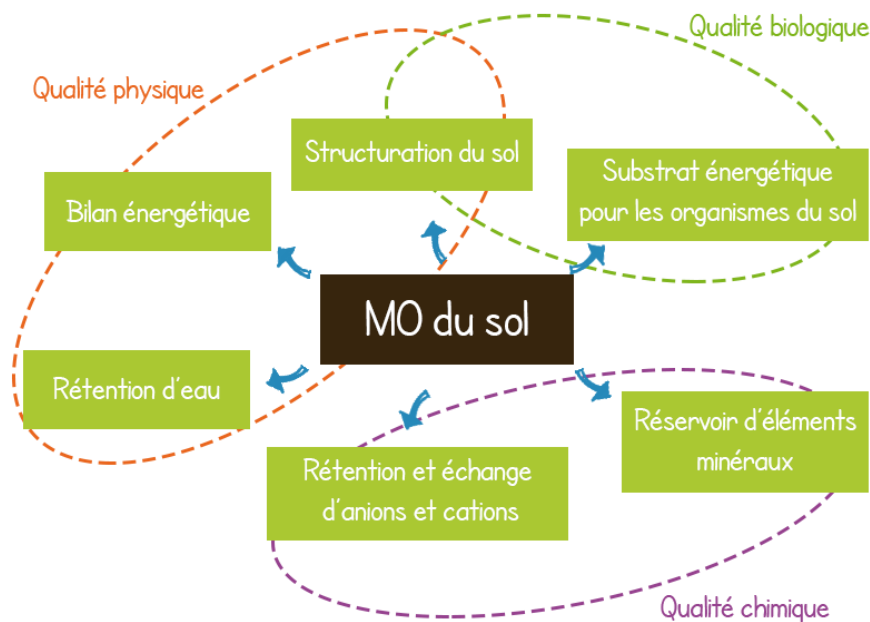 Qualité biologique
Qualité physique
Structuration du sol
Substrat énergétique
pour les organismes du sol
Bilan énergétique
MO du sol
Rétention d'eau
Réservoir d'éléments
minéraux
Rétention et échange
d'anions et cations
Qualité chimique